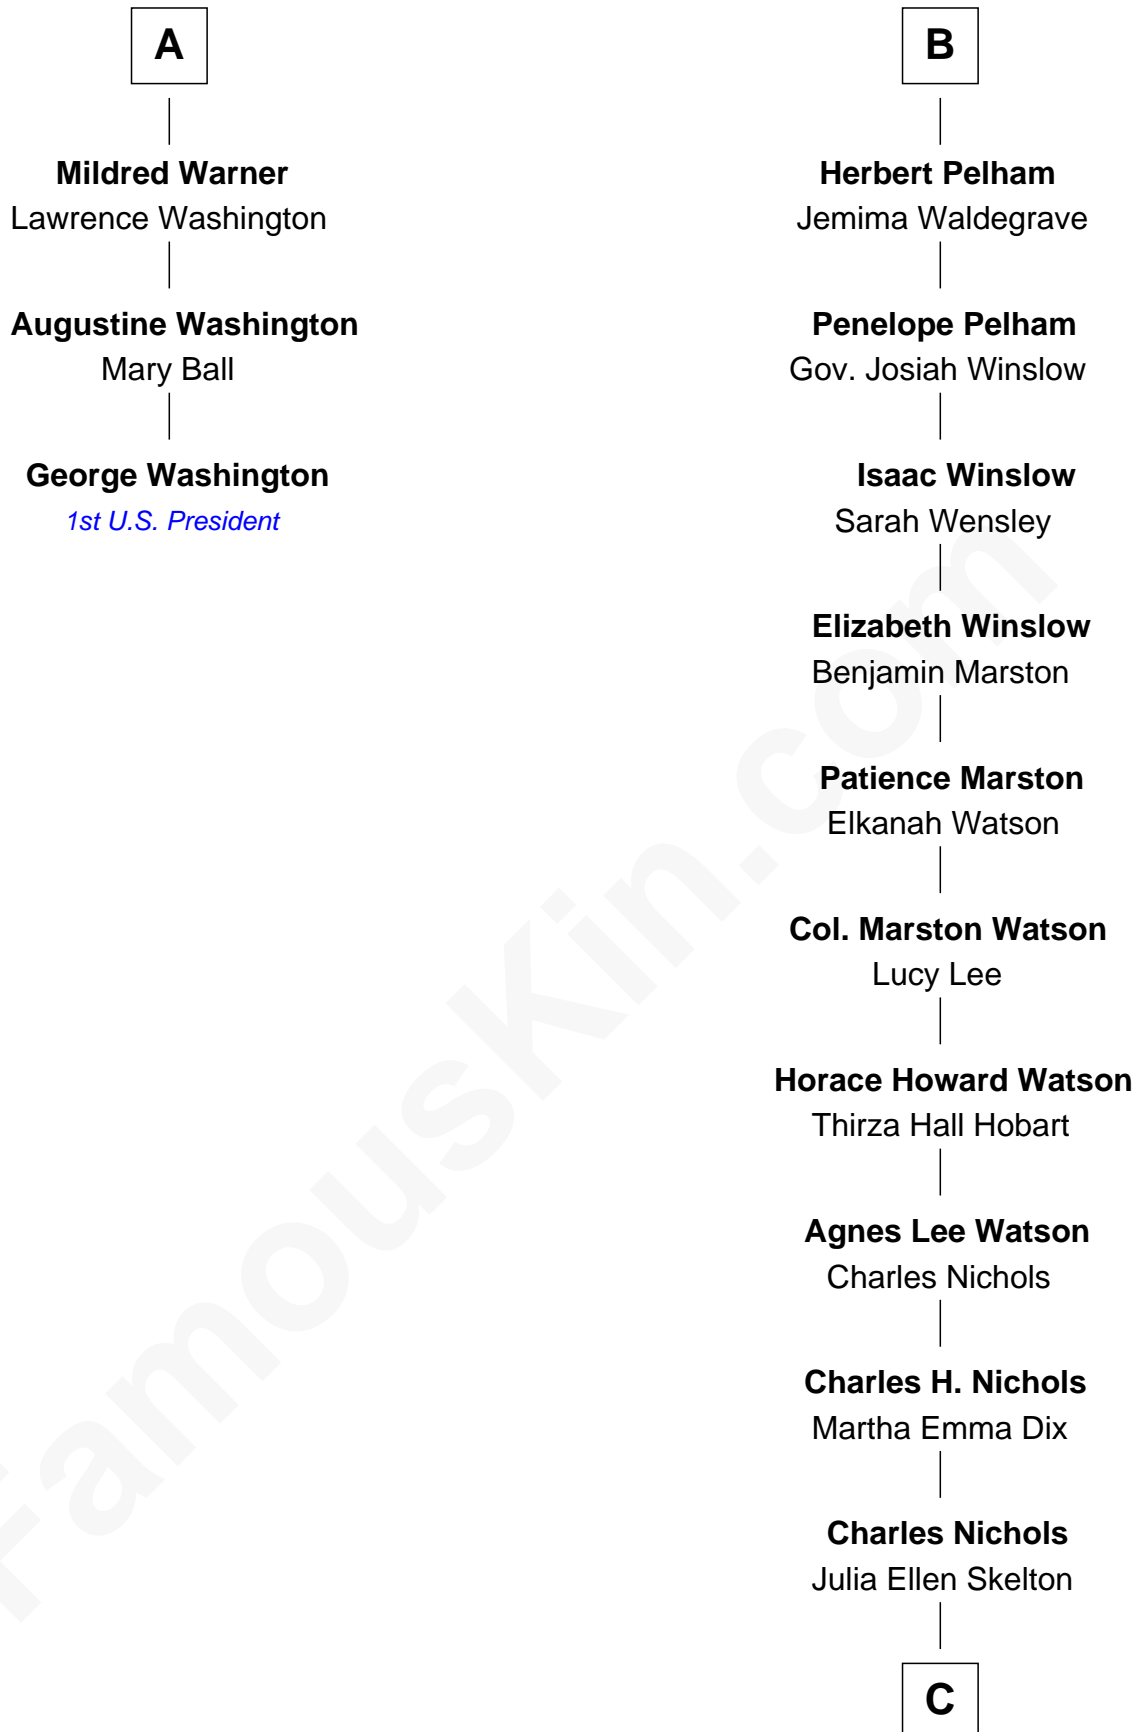 A
Mildred Warner
Lawrence Washington
Augustine Washington
Mary Ball
George Washington
1st U.S. President
B
Herbert Pelham
Jemima Waldegrave
Penelope Pelham
Gov. Josiah Winslow
Isaac Winslow
Sarah Wensley
Elizabeth Winslow
Benjamin Marston
Patience Marston
Elkanah Watson
Col. Marston Watson
Lucy Lee
Horace Howard Watson
Thirza Hall Hobart
Agnes Lee Watson
Charles Nichols
Charles H. Nichols
Martha Emma Dix
Charles Nichols
Julia Ellen Skelton
C
FamousKin.com